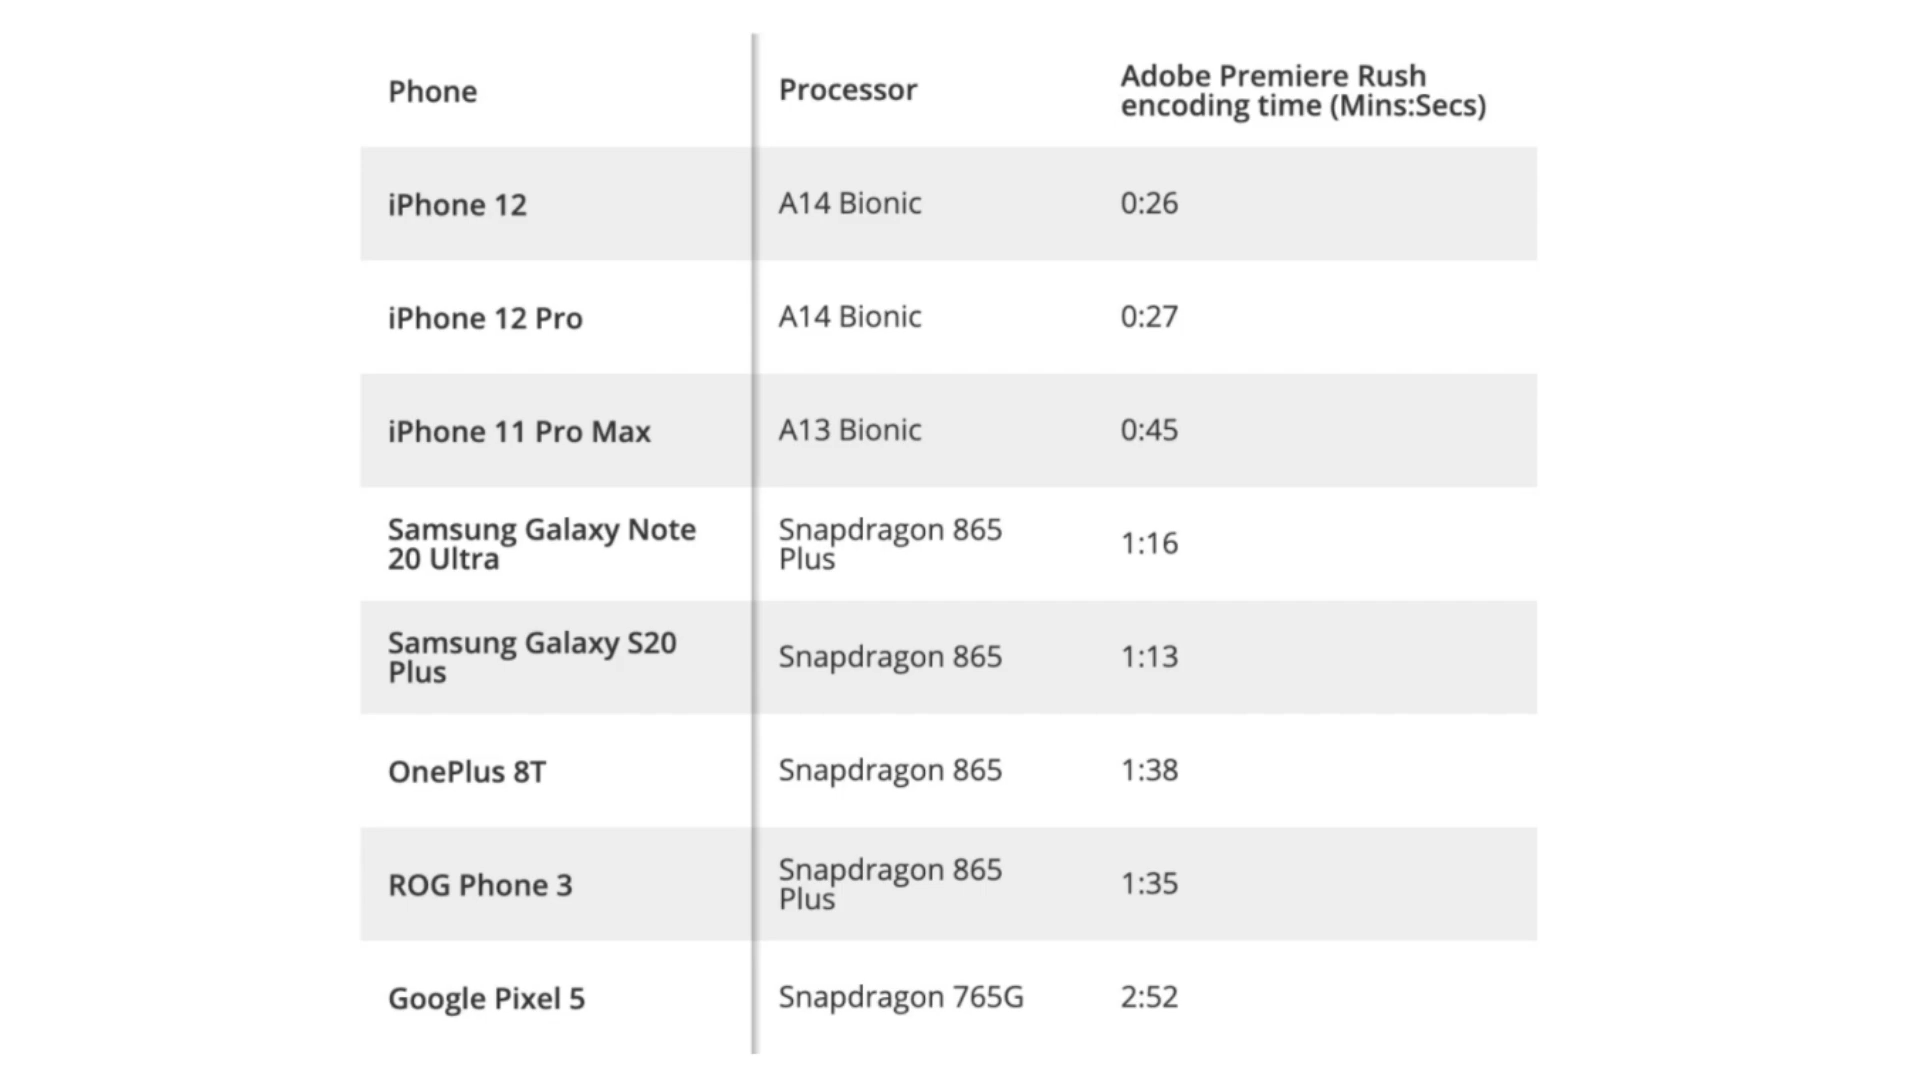 Phone Processor Adobe Premiere Rush
encoding time (Mins:Secs)
iPhone 12 A14 Bionic 0:26
iPhone 12 Pro A14 Bionic 0:27
iPhone 11 Pro Max A13 Bionic 0:45
Samsung Galaxy Note
20 Ultra
Snapdragon 865
Plus
1:16
Samsung Galaxy S20
Plus
Snapdragon 865
1:13
OnePlus 8T Snapdragon 865 1:38
ROG Phone 3
Snapdragon 865
Plus
1:35
Google Pixel 5 Snapdragon 765G 2:52